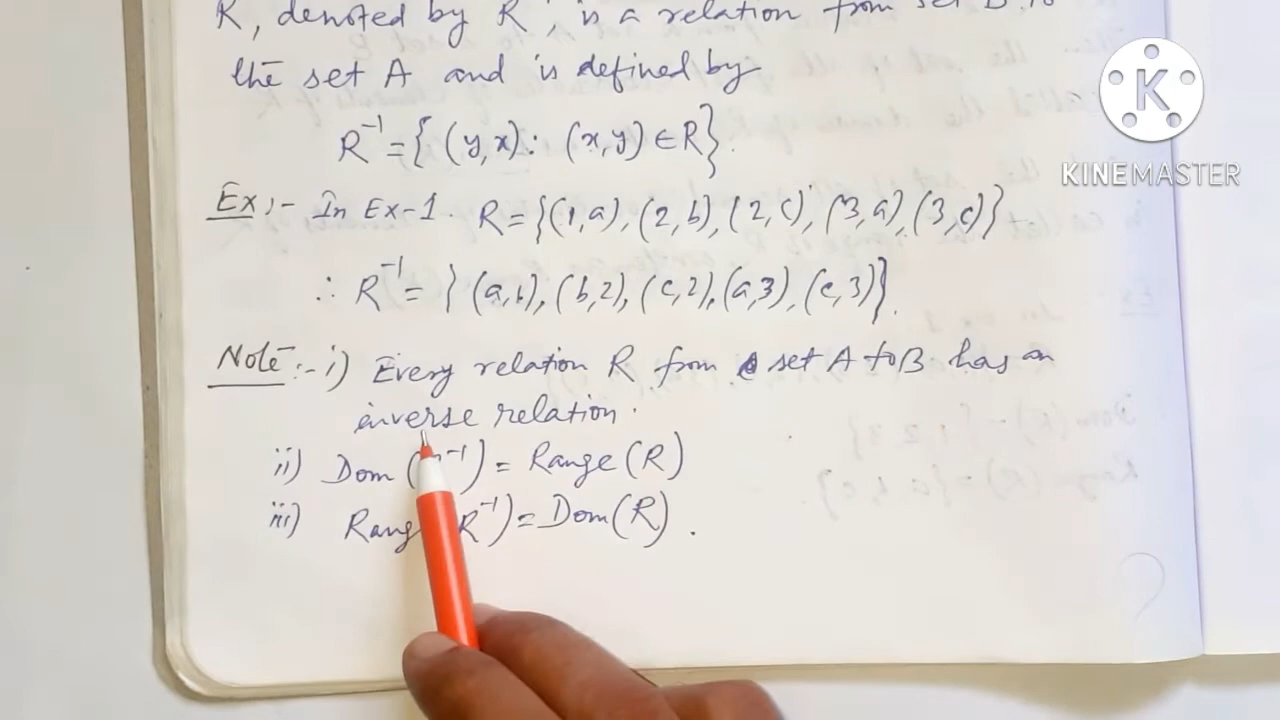 R, denoted by R , is a relation from set B to
the set A and is defined by
R⁻¹ = { (y,x) : (x,y) ∈ R}.
Ex :- In Ex-1. R = {(1,a), (2,b), (2,c), (3,a), (3,c)}
∴ R⁻¹ = {(a,1), (b,2), (c,2), (a,3), (c,3)}.
Note :- i) Every relation R from set A to B has an
inverse relation.
ii) Dom (R⁻¹) = Range (R)
iii) Rang R⁻¹) = Dom (R) .
K
KINEMASTER